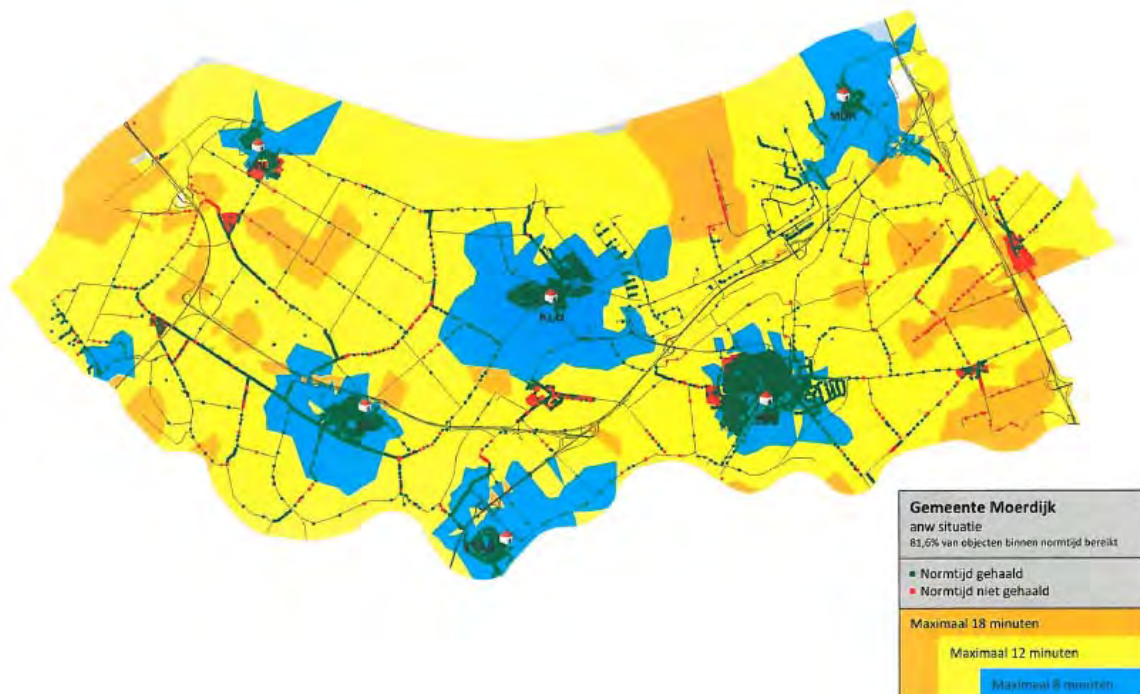 MDK
KLU
Gemeente Moerdijk
anw situatie
81,6% van objecten binnen normtijd bereikt
Normtijd gehaald
Normtijd niet gehaald
Maximaal 18 minuten
Maximaal 12 minuten
Maximaal 8 minuten